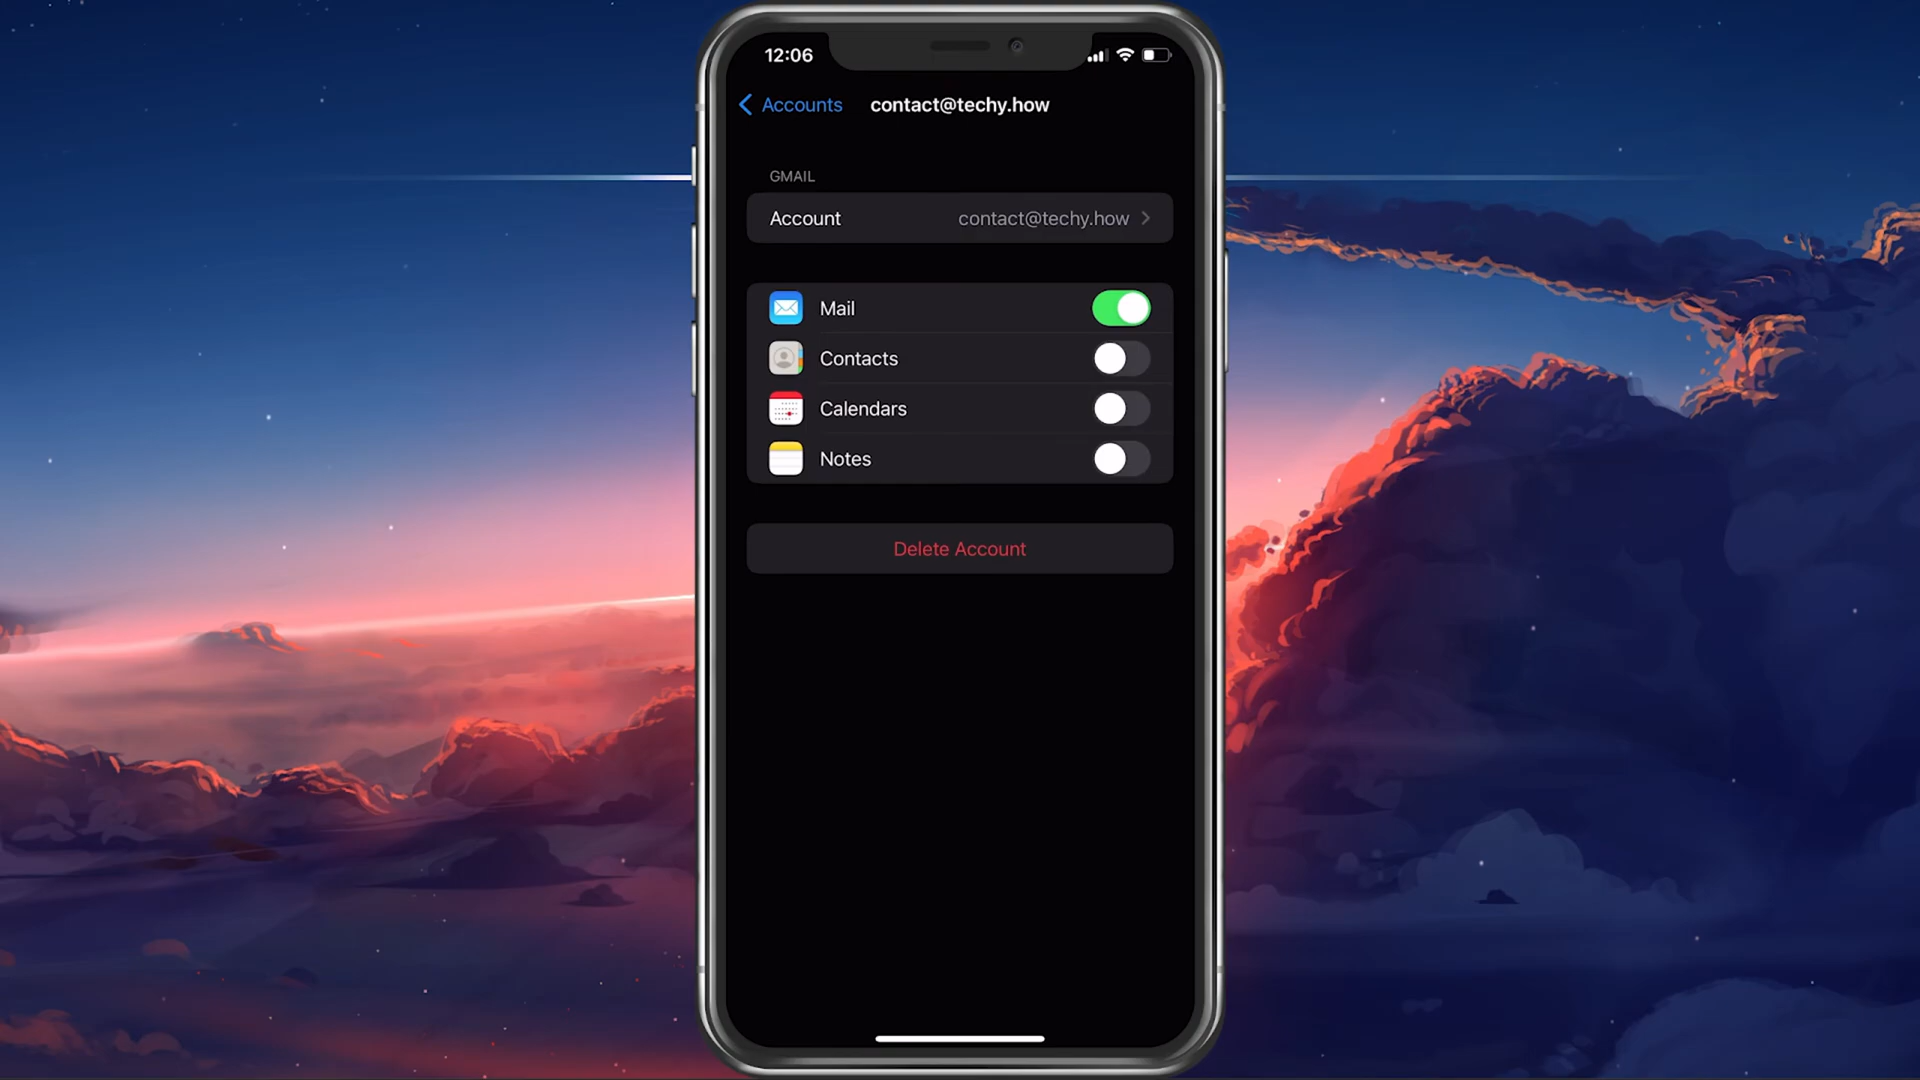 12:06
Accounts contact@techy.how
GMAIL
Account contact@techy.how
Mail
Contacts
Calendars
Notes
Delete Account